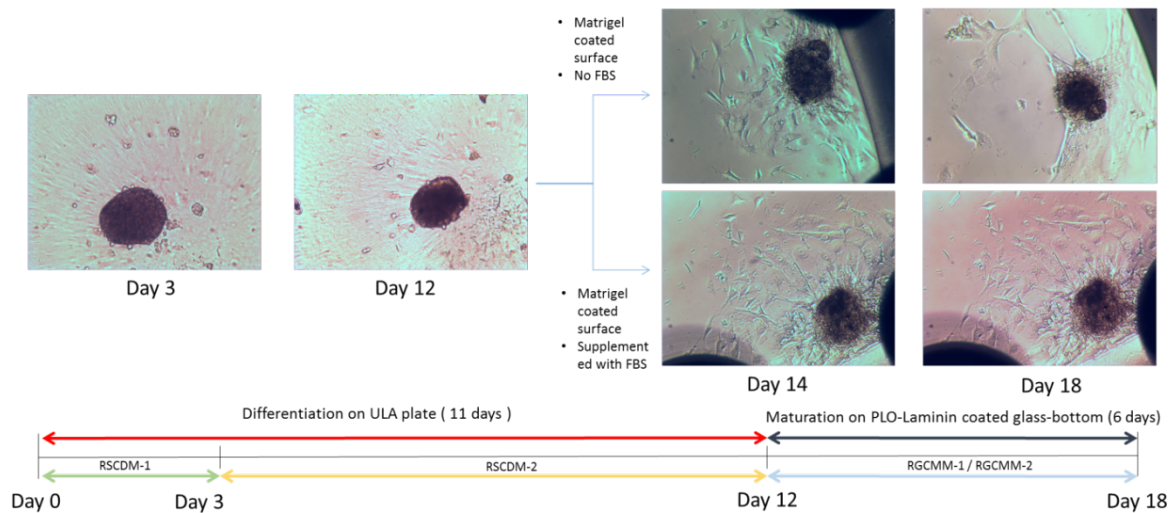 • Matrigel
coated
surface
• No FBS
Day 3
Day 12
• Matrigel
coated
surface
• Supplement
ed with FBS
Day 14
Day 18
Differentiation on ULA plate ( 11 days )
Maturation on PLO-Laminin coated glass-bottom (6 days)
RSCDM-1
RSCDM-2
RGCMM-1 / RGCMM-2
Day 0
Day 3
Day 12
Day 18